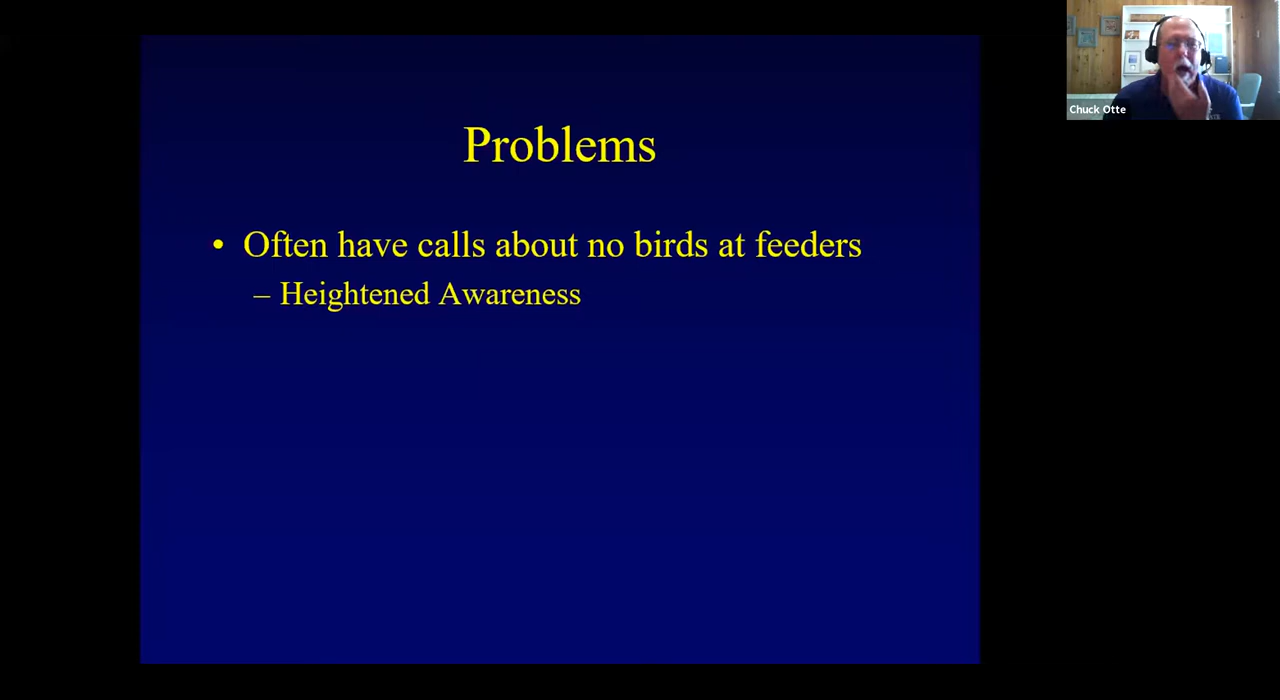 Problems
• Often have calls about no birds at feeders
– Heightened Awareness
Chuck Otte